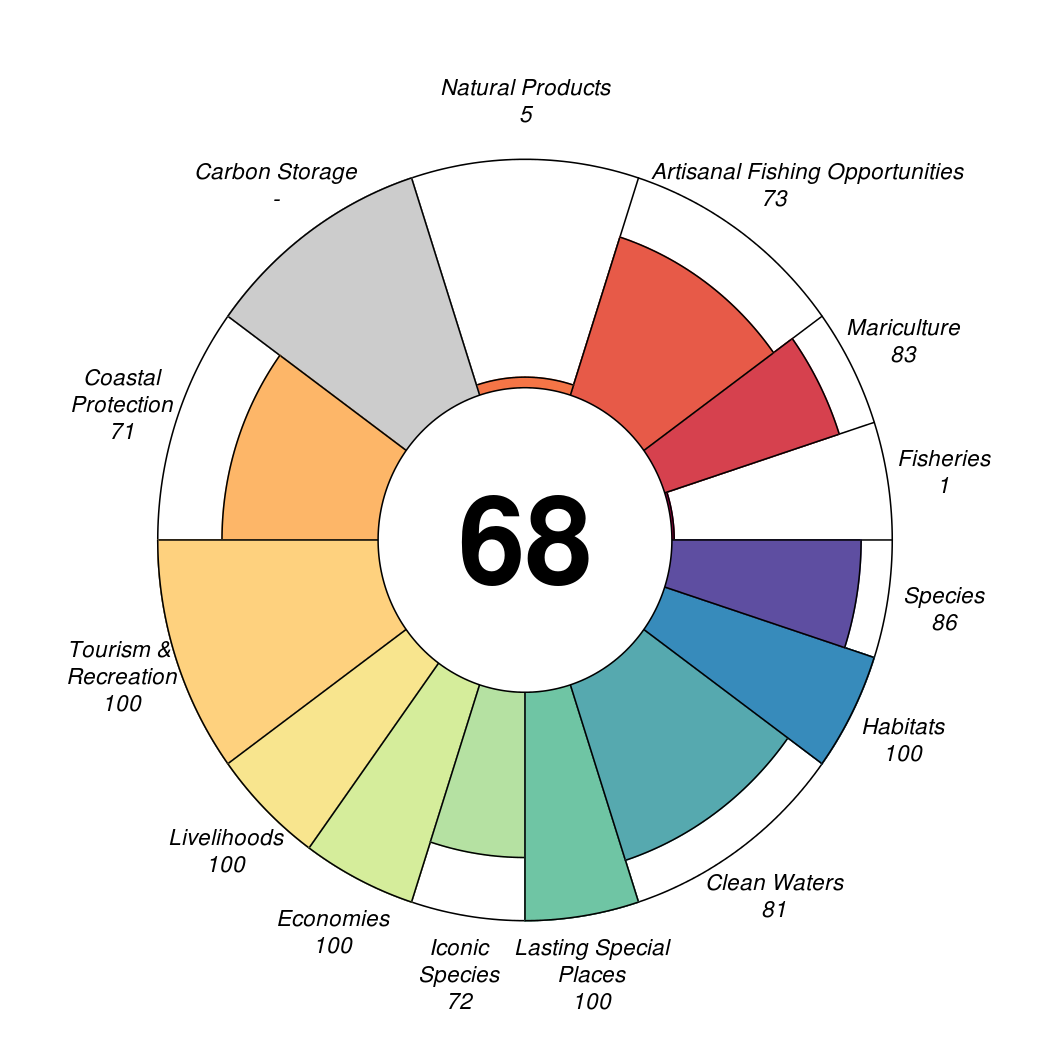 Natural Products
5
Artisanal Fishing Opportunities
73
Carbon Storage
-
Mariculture
83
Coastal
Protection
71
Fisheries
1
68
Species
86
Tourism &
Recreation
100
Habitats
100
Livelihoods
100
Clean Waters
81
Economies
100
Iconic
Species
72
Lasting Special
Places
100